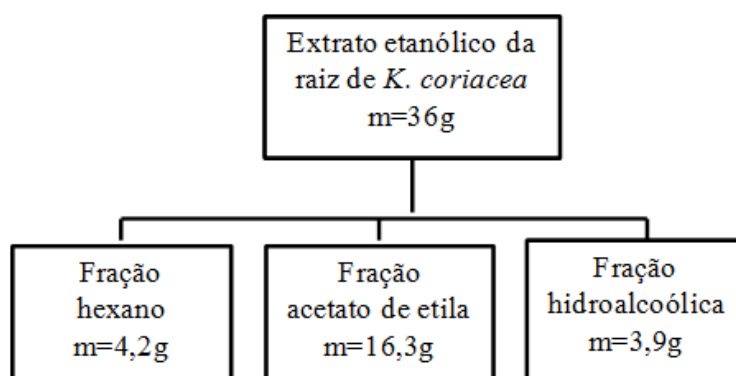 Extrato etanólico da
raiz de K. coriacea
m=36g
Fração
hexano
m=4,2g
Fração
acetato de etila
m=16,3g
Fração
hidroalcoólica
m=3,9g